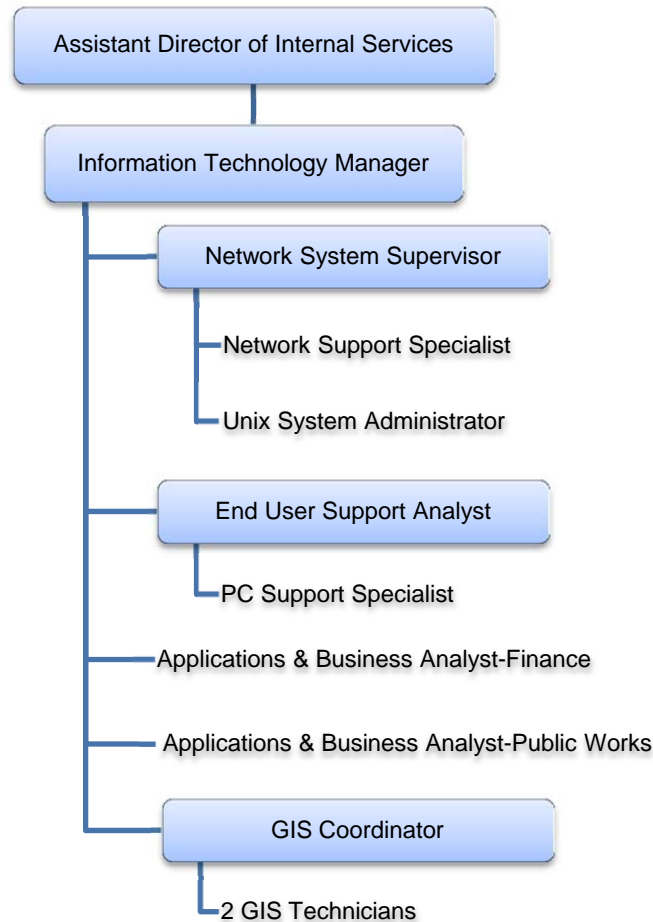 Assistant Director of Internal Services
Information Technology Manager
Network System Supervisor
Network Support Specialist
Unix System Administrator
End User Support Analyst
PC Support Specialist
Applications & Business Analyst-Finance
Applications & Business Analyst-Public Works
GIS Coordinator
2 GIS Technicians